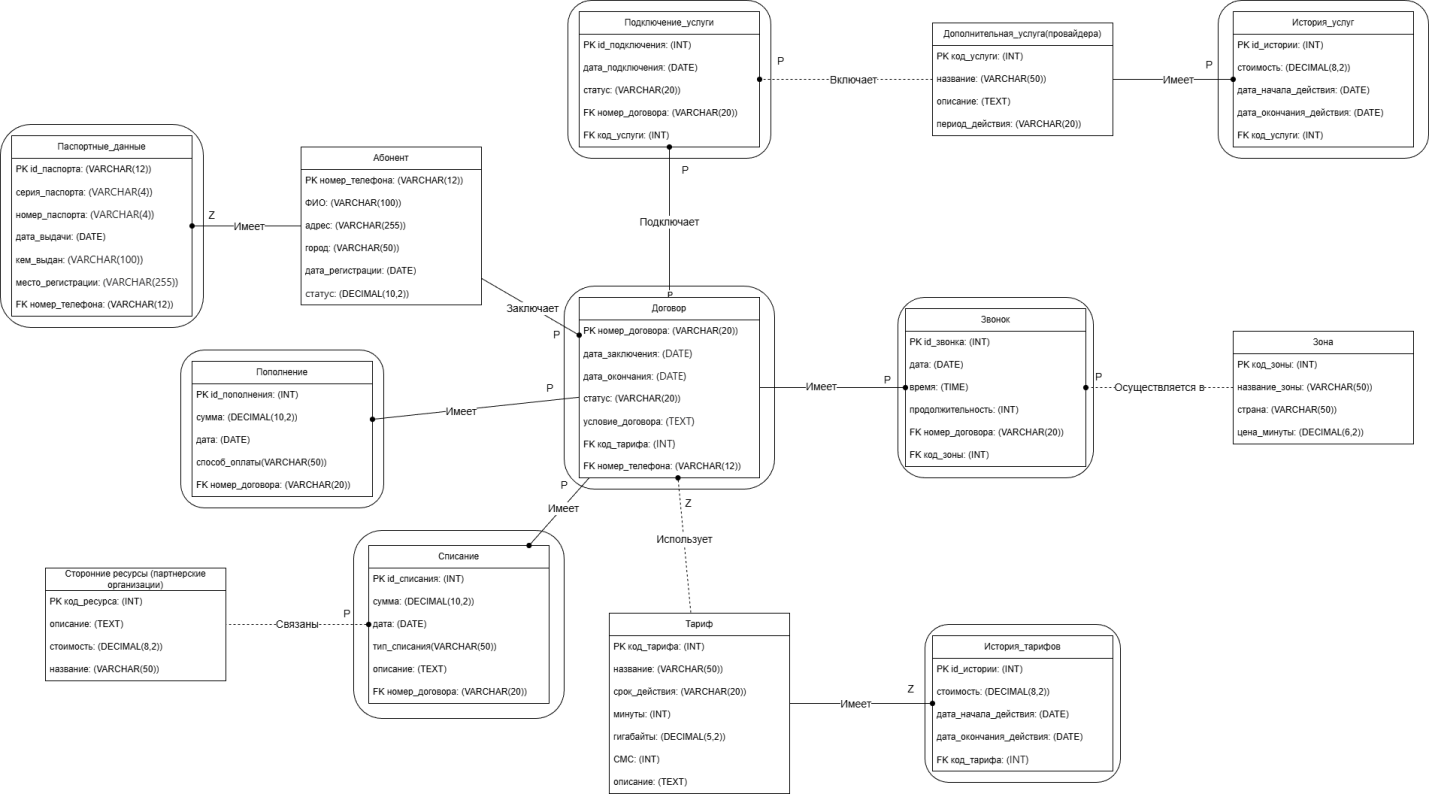 Подключение_услуги
PK id_подключения: (INT)
дата_подключения: (DATE)
статус: (VARCHAR(20))
FK номер_договора: (VARCHAR(20))
FK код_услуги: (INT)
P
Включает
Дополнительная_услуга(провайдера)
PK код_услуги: (INT)
название: (VARCHAR(50))
описание: (TEXT)
период_действия: (VARCHAR(20))
Имеет
P
История_услуг
PK id_истории: (INT)
стоимость: (DECIMAL(8,2))
дата_начала_действия: (DATE)
дата_окончания_действия: (DATE)
FK код_услуги: (INT)
Паспортные_данные
PK id_паспорта: (VARCHAR(12))
серия_паспорта: (VARCHAR(4))
номер_паспорта: (VARCHAR(4))
дата_выдачи: (DATE)
кем_выдан: (VARCHAR(100))
место_регистрации: (VARCHAR(255))
FK номер_телефона: (VARCHAR(12))
Z
Имеет
Абонент
PK номер_телефона: (VARCHAR(12))
ФИО: (VARCHAR(100))
адрес: (VARCHAR(255))
город: (VARCHAR(50))
дата_регистрации: (DATE)
статус: (DECIMAL(10,2))
P
Подключает
P
Заключает
P
Договор
PK номер_договора: (VARCHAR(20))
дата_заключения: (DATE)
дата_окончания: (DATE)
статус: (VARCHAR(20))
условие_договора: (TEXT)
FK код_тарифа: (INT)
FK номер_телефона: (VARCHAR(12))
Имеет
P
Звонок
PK id_звонка: (INT)
дата: (DATE)
время: (TIME)
продолжительность: (INT)
FK номер_договора: (VARCHAR(20))
FK код_зоны: (INT)
P
Осуществляется в
Зона
PK код_зоны: (INT)
название_зоны: (VARCHAR(50))
страна: (VARCHAR(50))
цена_минуты: (DECIMAL(6,2))
Пополнение
PK id_пополнения: (INT)
сумма: (DECIMAL(10,2))
дата: (DATE)
способ_оплаты(VARCHAR(50))
FK номер_договора: (VARCHAR(20))
Имеет
P
P
Имеет
Z
Использует
Списание
PK id_списания: (INT)
сумма: (DECIMAL(10,2))
дата: (DATE)
тип_списания(VARCHAR(50))
описание: (TEXT)
FK номер_договора: (VARCHAR(20))
Сторонние ресурсы (партнерские
организации)
PK код_ресурса: (INT)
описание: (TEXT)
стоимость: (DECIMAL(8,2))
название: (VARCHAR(50))
Связаны
P
Тариф
PK код_тарифа: (INT)
название: (VARCHAR(50))
срок_действия: (VARCHAR(20))
минуты: (INT)
гигабайты: (DECIMAL(5,2))
СМС: (INT)
описание: (TEXT)
Имеет
Z
История_тарифов
PK id_истории: (INT)
стоимость: (DECIMAL(8,2))
дата_начала_действия: (DATE)
дата_окончания_действия: (DATE)
FK код_тарифа: (INT)